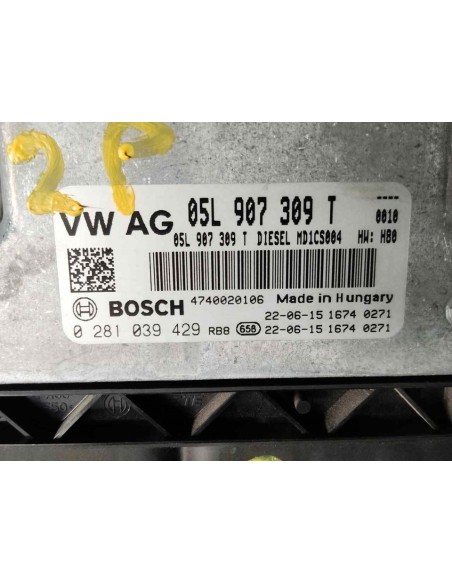 2P
VW AG 05L 907 309 T 0010
05L 907 309 T DIESEL MD1CS004 HW: H80
BOSCH 4740020106 Made in Hungary
22-06-15 1674 0271
0 281 039 429 RB8 658 22-06-15 1674 0271